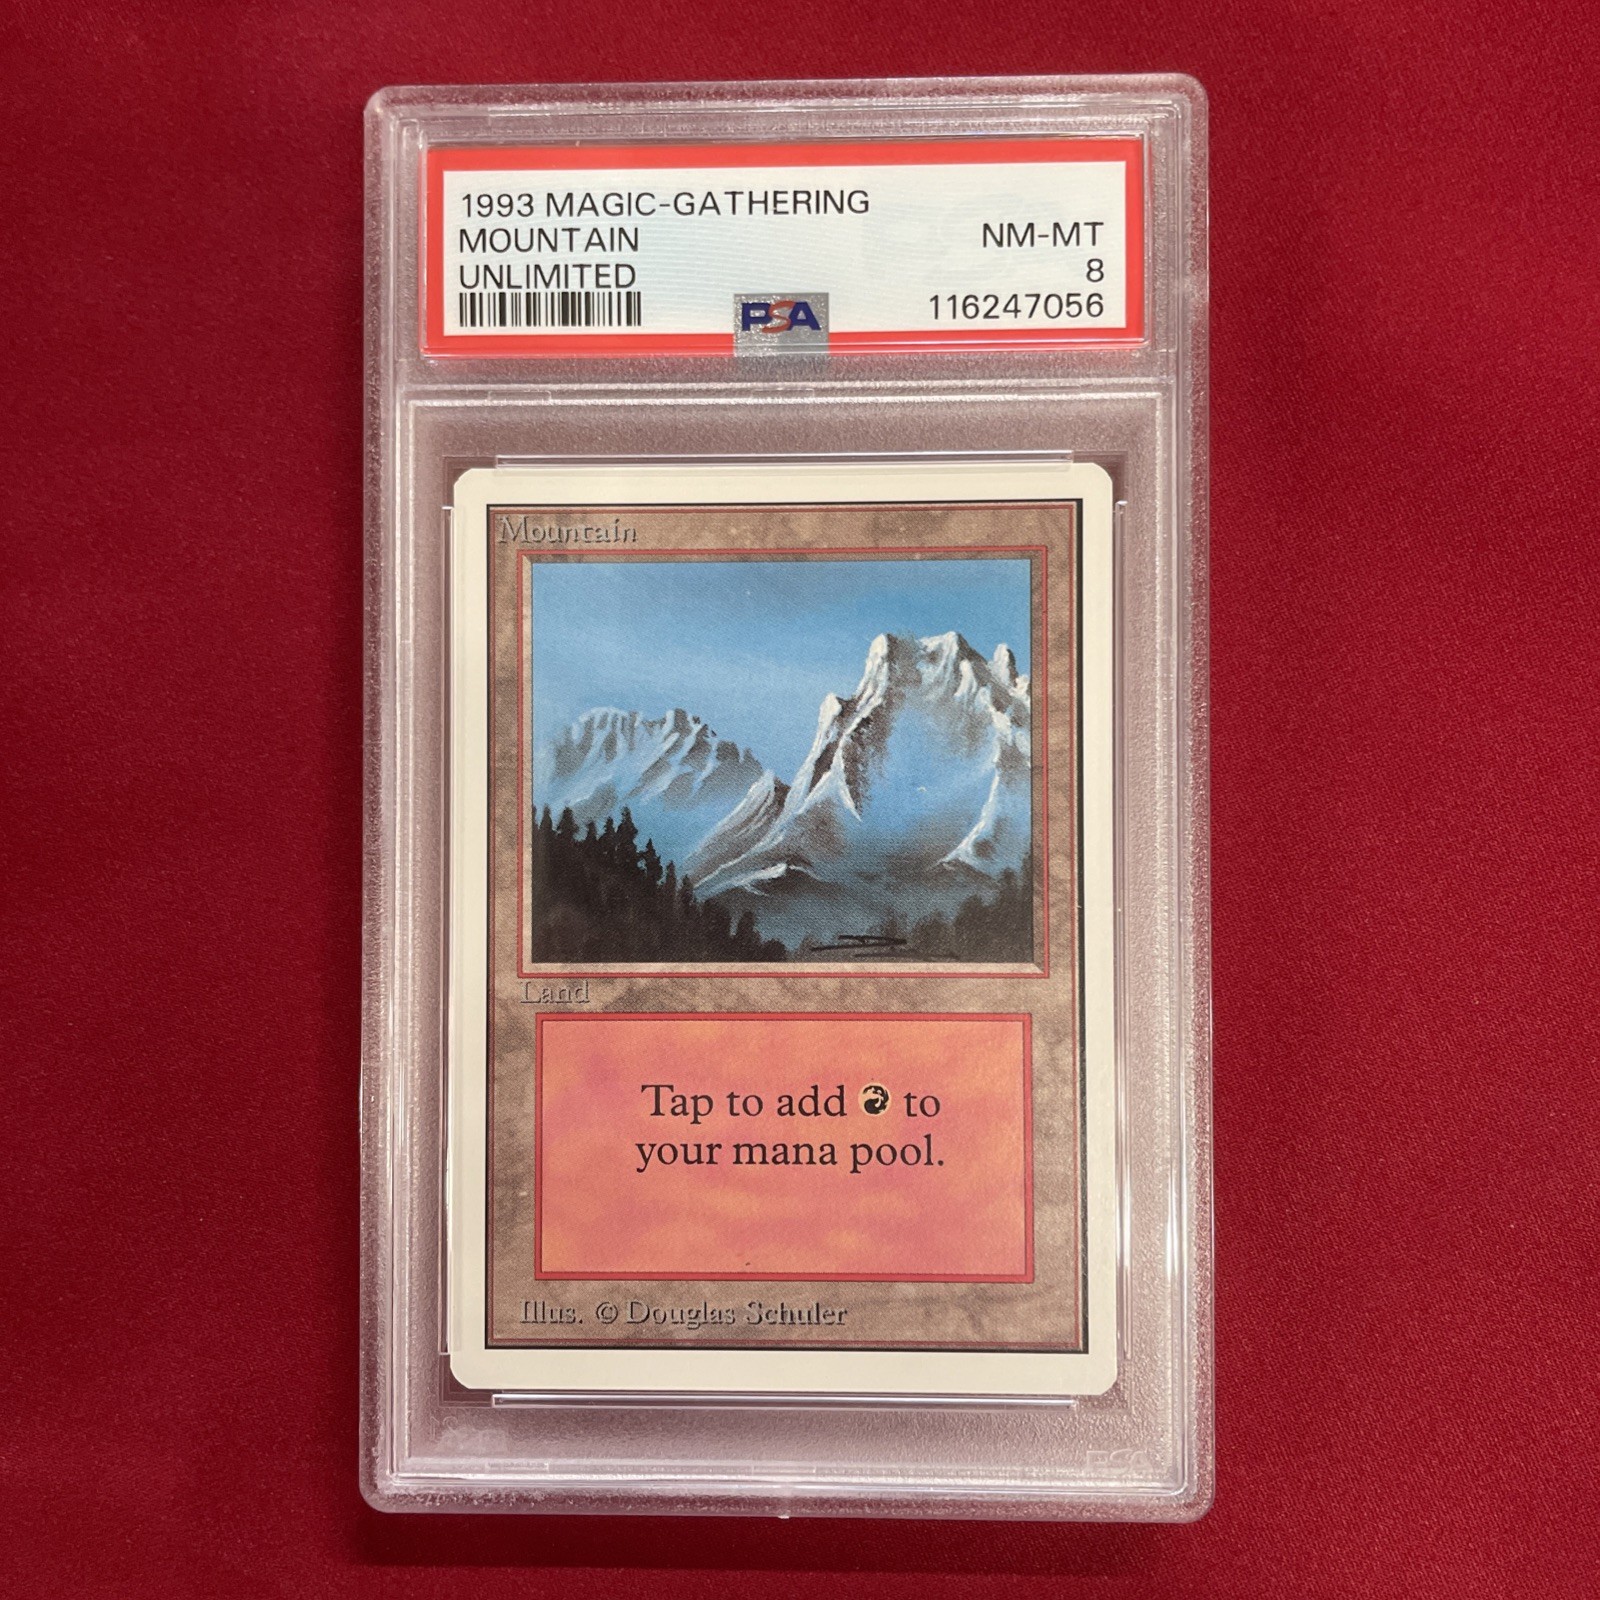 1993 MAGIC-GATHERING
MOUNTAIN
UNLIMITED
NM-MT
8
116247056
PSA
Mountain
Land
Tap to add to
your mana pool.
Illus. © Douglas Schuler
PSA